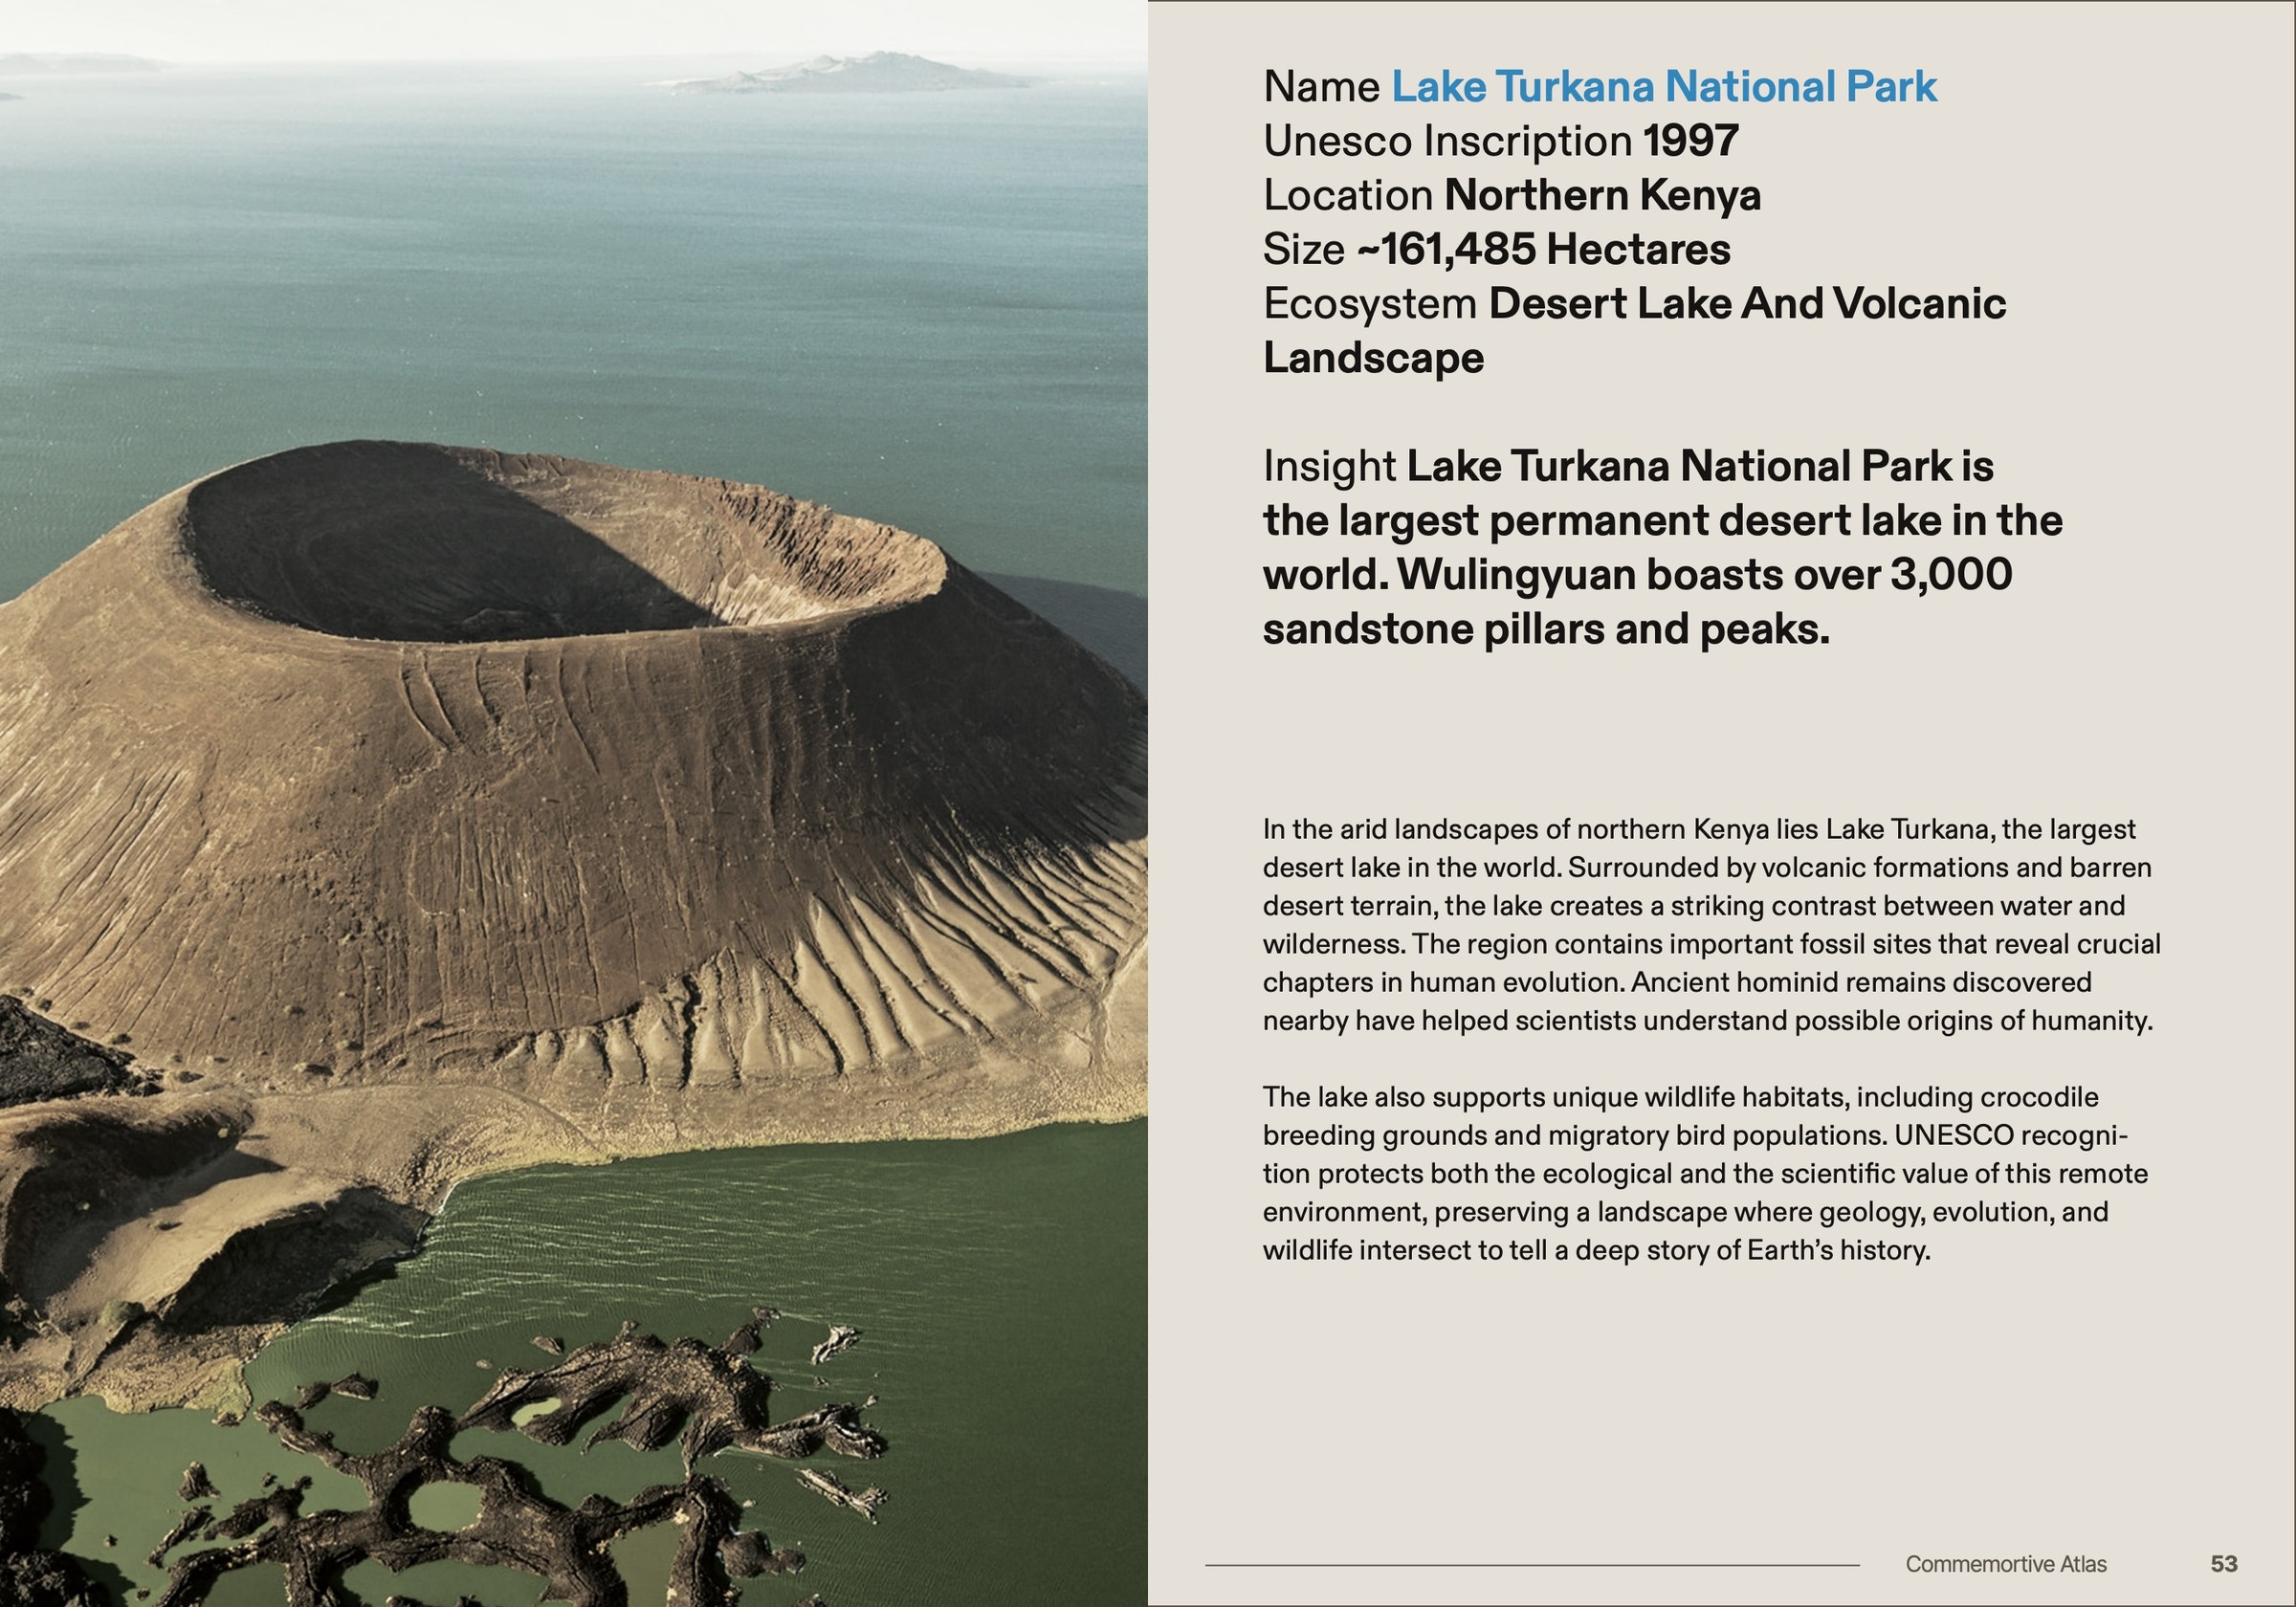 Name Lake Turkana National Park
Unesco Inscription 1997
Location Northern Kenya
Size ~161,485 Hectares
Ecosystem Desert Lake And Volcanic
Landscape
Insight Lake Turkana National Park is
the largest permanent desert lake in the
world. Wulingyuan boasts over 3,000
sandstone pillars and peaks.
In the arid landscapes of northern Kenya lies Lake Turkana, the largest
desert lake in the world. Surrounded by volcanic formations and barren
desert terrain, the lake creates a striking contrast between water and
wilderness. The region contains important fossil sites that reveal crucial
chapters in human evolution. Ancient hominid remains discovered
nearby have helped scientists understand possible origins of humanity.
The lake also supports unique wildlife habitats, including crocodile
breeding grounds and migratory bird populations. UNESCO recogni-
tion protects both the ecological and the scientific value of this remote
environment, preserving a landscape where geology, evolution, and
wildlife intersect to tell a deep story of Earth’s history.
Commemortive Atlas 53